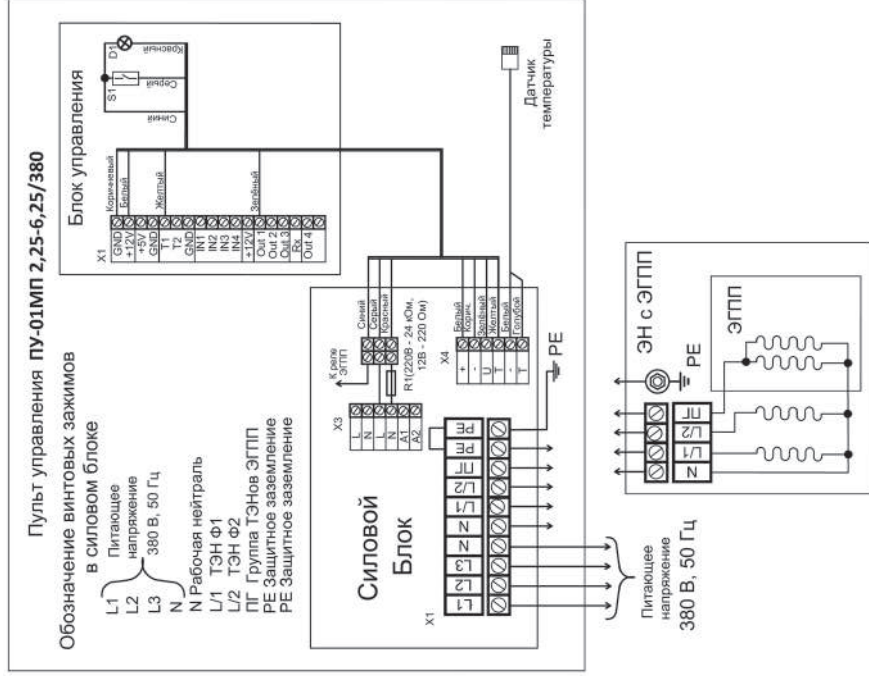 Пульт управления ПУ-01МП 2,25-6,25/380
Обозначение винтовых зажимов
в силовом блоке
L1
L2
L3
N
Питающее
напряжение
380 В, 50 Гц
N Рабочая нейтраль
L/1 ТЭН Ф1
L/2 ТЭН Ф2
ПГ Группа ТЭНов ЭГПП
PE Защитное заземление
PE Защитное заземление
Блок управления
X1
GND
+12V
+5V
GND
T1
T2
GND
IN1
IN2
IN3
IN4
+12V
Out 1
Out 2
Out 3
Rx
Out 4
Коричневый
Белый
Желтый
Зелёный
Синий
Серый
Красный
S1
D1
Силовой
Блок
X1
L1
L2
L3
N
N
L/1
L/2
ПГ
PE
PE
X3
L
N
L
N
A1
A2
К реле
ЭГПП
Синий
Серый
Красный
R1(220В - 24 кОм,
12В - 220 Ом)
X4
+
-
U
T
-
T
Белый
Корич.
Зелёный
Желтый
Белый
Голубой
PE
Датчик
температуры
Питающее
напряжение
380 В, 50 Гц
ЭН с ЭГПП
N
L/1
L/2
ПГ
PE
ЭГПП